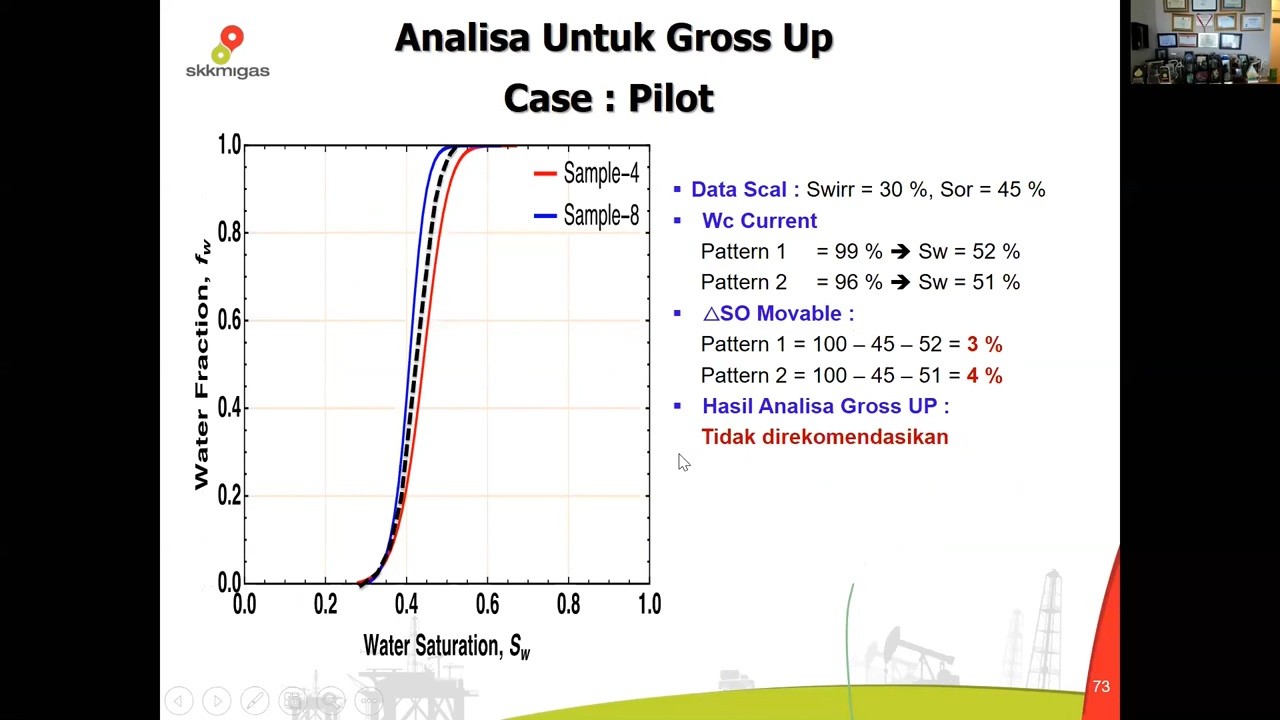 Analisa Untuk Gross Up
Case : Pilot
skkmigas
1.0
0.8
0.6
0.4
0.2
0.0
0.0 0.2 0.4 0.6 0.8 1.0
Water Fraction, fw
Water Saturation, Sw
Sample–4
Sample–8
▪ Data Scal : Swirr = 30 %, Sor = 45 %
▪ Wc Current
Pattern 1 = 99 % ➔ Sw = 52 %
Pattern 2 = 96 % ➔ Sw = 51 %
▪ △SO Movable :
Pattern 1 = 100 – 45 – 52 = 3 %
Pattern 2 = 100 – 45 – 51 = 4 %
▪ Hasil Analisa Gross UP :
Tidak direkomendasikan
73